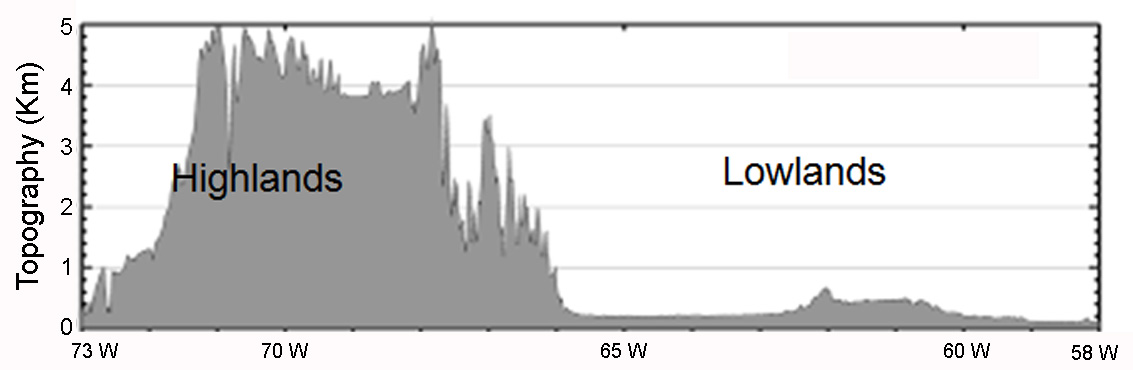 Topography (Km)
5
4
3
2
1
0
Highlands
Lowlands
73 W
70 W
65 W
60 W
58 W